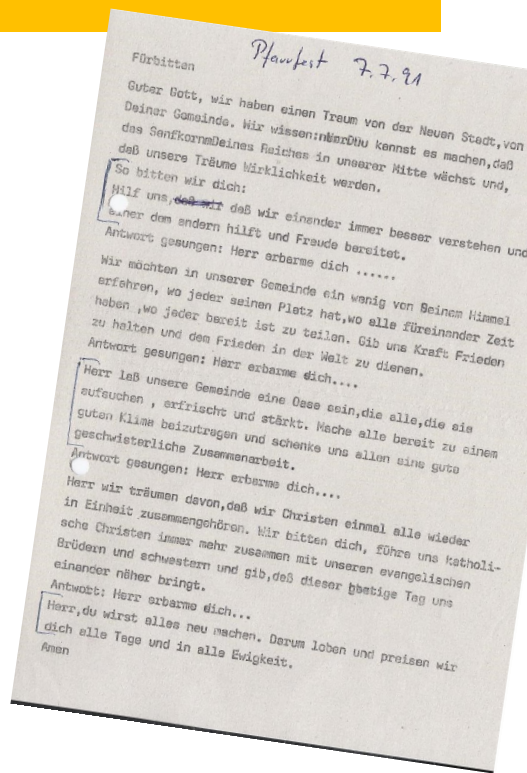 Pfarrfest 7.7.91
Fürbitten
Guter Gott, wir haben einen Traum von der Neuen Stadt,von
Deiner Gemeinde. Wir wissen: Du kannst es machen,daß
das Senfkorn Deines Reiches in unserer Mitte wächst und,
daß unsere Träume Wirklichkeit werden.
So bitten wir dich:
Hilf uns, daß wir einander immer besser verstehen und
einer dem andern hilft und Freude bereitet.
Antwort gesungen: Herr erbarme dich ......
Wir möchten in unserer Gemeinde ein wenig von Deinem Himmel
erfahren, wo jeder seinen Platz hat,wo alle füreinander Zeit
haben ,wo jeder bereit ist zu teilen. Gib uns Kraft Frieden
zu halten und dem Frieden in der Welt zu dienen.
Antwort gesungen: Herr erbarme dich....
Herr laß unsere Gemeinde eine Oase sein,die alle,die sie
aufsuchen , erfrischt und stärkt. Mache alle bereit zu einem
guten Klima beizutragen und schenke uns allen eine gute
geschwisterliche Zusammenarbeit.
Antwort gesungen: Herr erbarme dich....
Herr wir träumen davon,daß wir Christen einmal alle wieder
in Einheit zusammengehören. Wir bitten dich, führe uns katholi-
sche Christen immer mehr zusammen mit unseren evangelischen
Brüdern und schwestern und gib,daß dieser heutige Tag uns
einander näher bringt.
Antwort: Herr erbarme dich...
Herr,du wirst alles neu machen. Darum loben und preisen wir
dich alle Tage und in alle Ewigkeit.
Amen